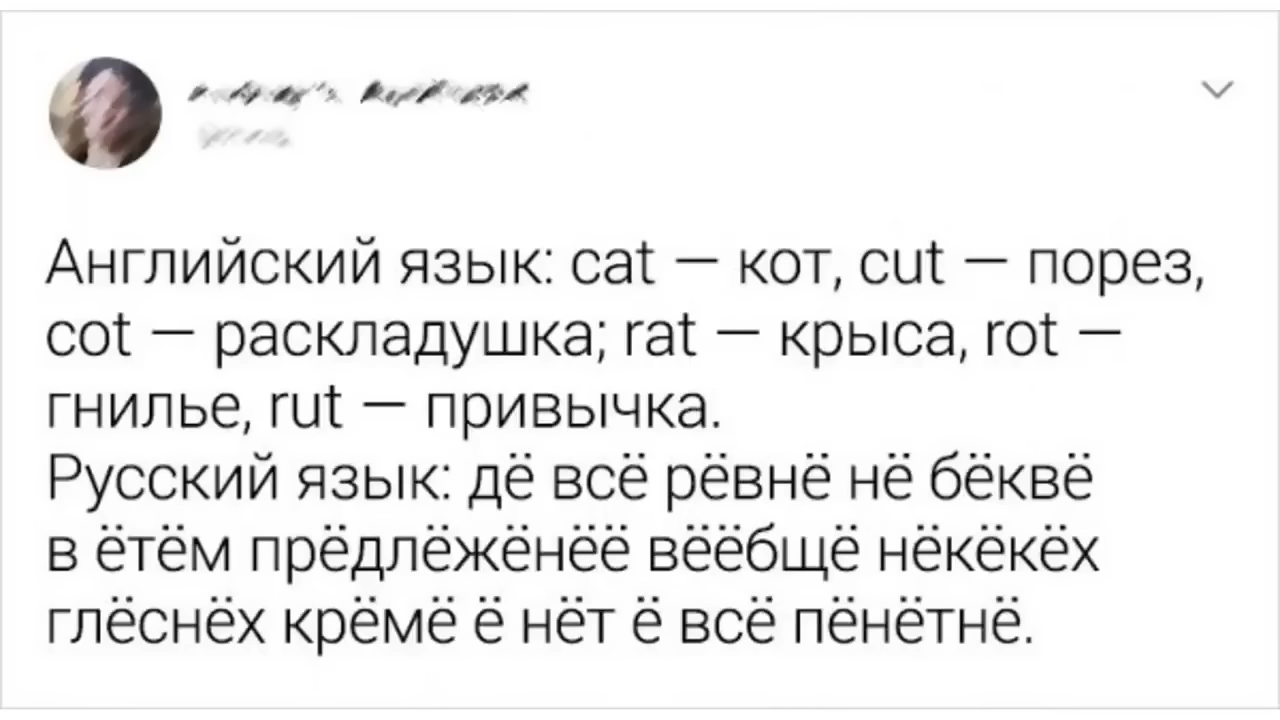 Английский язык: cat — кот, cut — порез,
cot — раскладушка; rat — крыса, rot —
гнилье, rut — привычка.
Русский язык: дё всё рёвнё нё бёквё
в ётём прёдлёжёнёё вёёбщё нёкёкёх
глёснёх крёмё ё нёт ё всё пёнётнё.